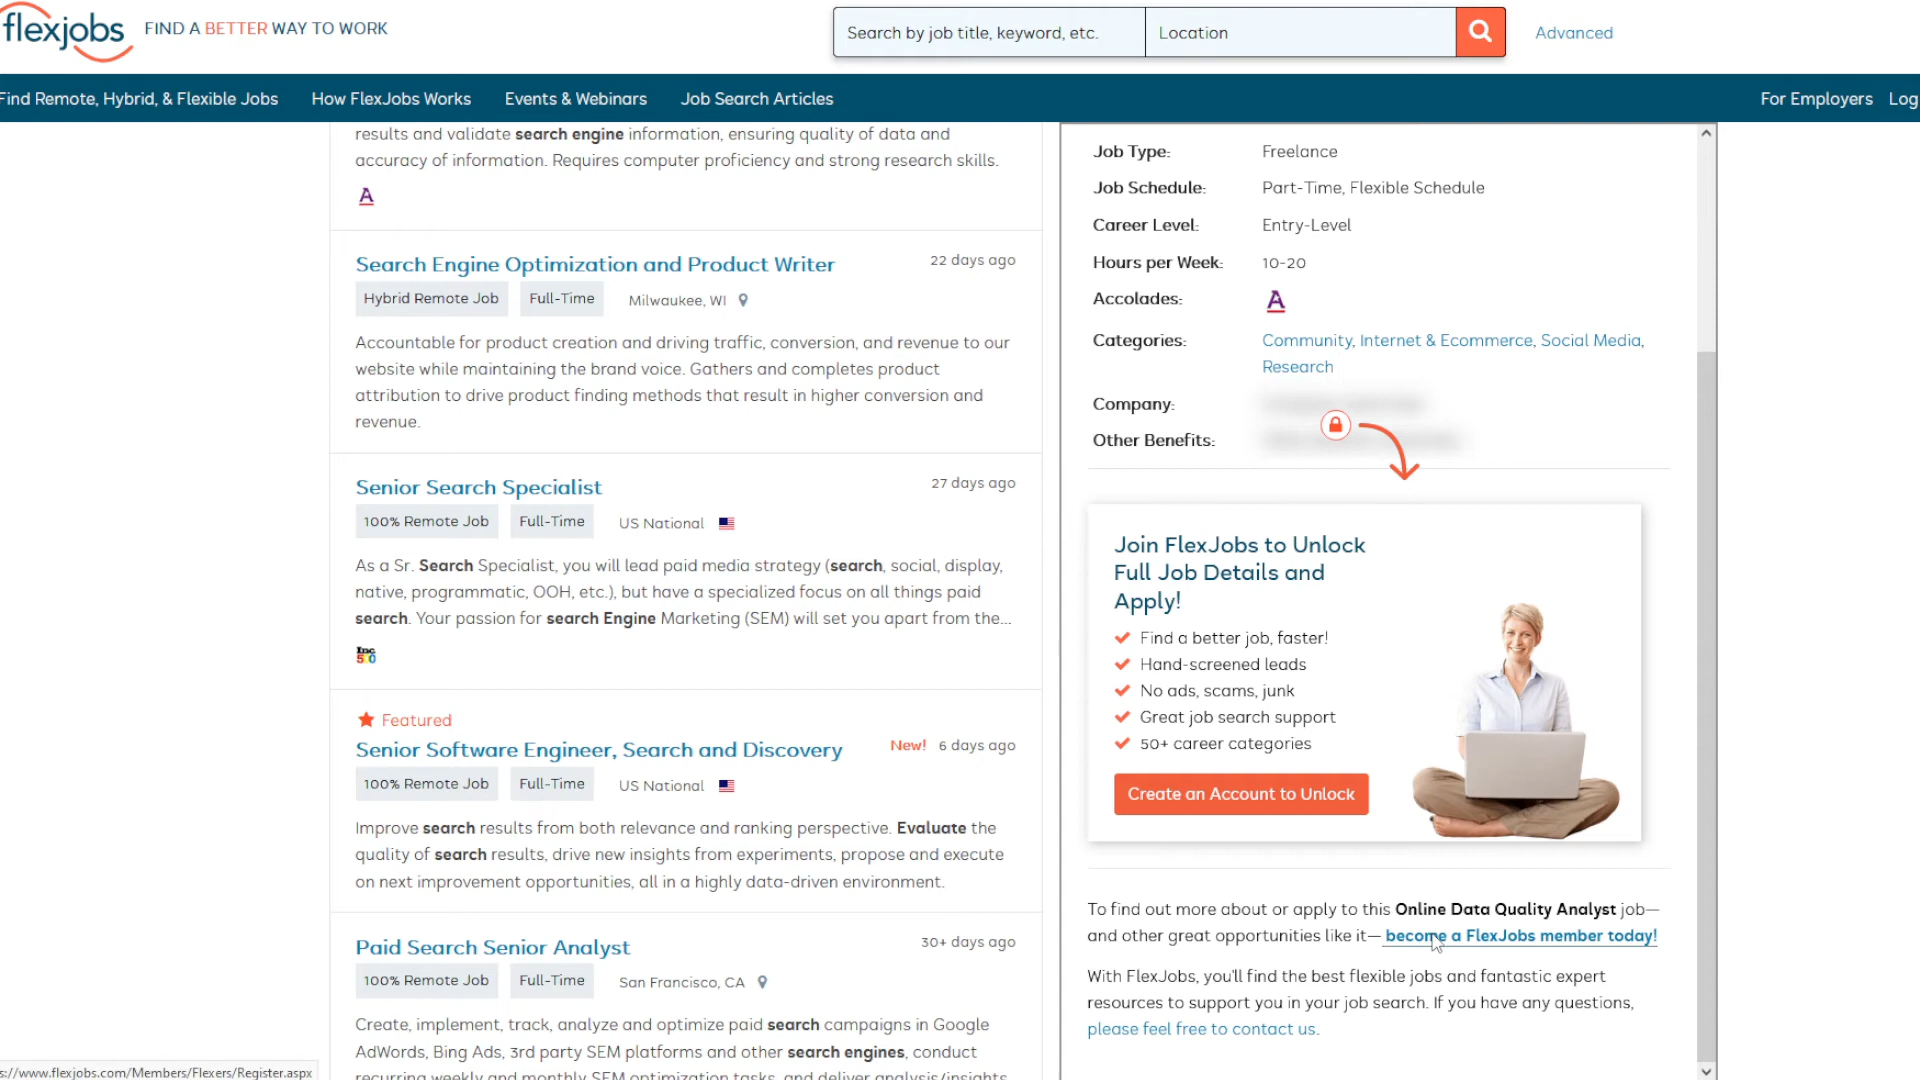 flexjobs
FIND A BETTER WAY TO WORK
Search by job title, keyword, etc.
Location
Advanced
Find Remote, Hybrid, & Flexible Jobs
How FlexJobs Works
Events & Webinars
Job Search Articles
For Employers
Log
results and validate search engine information, ensuring quality of data and
accuracy of information. Requires computer proficiency and strong research skills.
A
Search Engine Optimization and Product Writer
22 days ago
Hybrid Remote Job
Full-Time
Milwaukee, WI
Accountable for product creation and driving traffic, conversion, and revenue to our
website while maintaining the brand voice. Gathers and completes product
attribution to drive product finding methods that result in higher conversion and
revenue.
Senior Search Specialist
27 days ago
100% Remote Job
Full-Time
US National
As a Sr. Search Specialist, you will lead paid media strategy (search, social, display,
native, programmatic, OOH, etc.), but have a specialized focus on all things paid
search. Your passion for search Engine Marketing (SEM) will set you apart from the...
Inc.
500
Featured
Senior Software Engineer, Search and Discovery
New! 6 days ago
100% Remote Job
Full-Time
US National
Improve search results from both relevance and ranking perspective. Evaluate the
quality of search results, drive new insights from experiments, propose and execute
on next improvement opportunities, all in a highly data-driven environment.
Paid Search Senior Analyst
30+ days ago
100% Remote Job
Full-Time
San Francisco, CA
Create, implement, track, analyze and optimize paid search campaigns in Google
AdWords, Bing Ads, 3rd party SEM platforms and other search engines, conduct
recurring weekly and monthly SEM optimization tasks, and deliver analysis/insights
Job Type: Freelance
Job Schedule: Part-Time, Flexible Schedule
Career Level: Entry-Level
Hours per Week: 10-20
Accolades: A
Categories: Community, Internet & Ecommerce, Social Media,
Research
Company:
Other Benefits:
Join FlexJobs to Unlock
Full Job Details and
Apply!
Find a better job, faster!
Hand-screened leads
No ads, scams, junk
Great job search support
50+ career categories
Create an Account to Unlock
To find out more about or apply to this Online Data Quality Analyst job—
and other great opportunities like it— become a FlexJobs member today!
With FlexJobs, you'll find the best flexible jobs and fantastic expert
resources to support you in your job search. If you have any questions,
please feel free to contact us.
s://www.flexjobs.com/Members/Flexers/Register.aspx